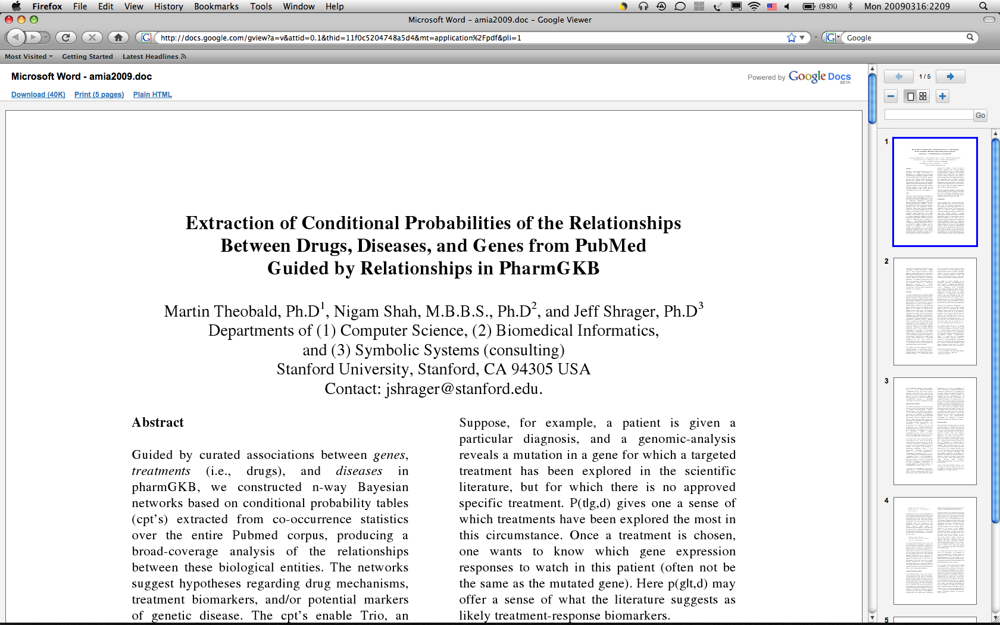 Firefox File Edit View History Bookmarks Tools Window Help (98%) Mon 20090316:2209
Microsoft Word - amia2009.doc - Google Viewer
http://docs.google.com/gview?a=v&attid=0.1&thid=11f0c5204748a5d4&mt=application%2Fpdf&pli=1
Google
Most Visited Getting Started Latest Headlines
Microsoft Word - amia2009.doc
Powered by Google Docs
BETA
Download (40K) Print (5 pages) Plain HTML
1 / 5
Go
Extraction of Conditional Probabilities of the Relationships
Between Drugs, Diseases, and Genes from PubMed
Guided by Relationships in PharmGKB
Martin Theobald, Ph.D1, Nigam Shah, M.B.B.S., Ph.D2, and Jeff Shrager, Ph.D3
Departments of (1) Computer Science, (2) Biomedical Informatics,
and (3) Symbolic Systems (consulting)
Stanford University, Stanford, CA 94305 USA
Contact: jshrager@stanford.edu.
Abstract
Guided by curated associations between genes,
treatments (i.e., drugs), and diseases in
pharmGKB, we constructed n-way Bayesian
networks based on conditional probability tables
(cpt's) extracted from co-occurrence statistics
over the entire Pubmed corpus, producing a
broad-coverage analysis of the relationships
between these biological entities. The networks
suggest hypotheses regarding drug mechanisms,
treatment biomarkers, and/or potential markers
of genetic disease. The cpt's enable Trio, an
Suppose, for example, a patient is given a
particular diagnosis, and a genomic-analysis
reveals a mutation in a gene for which a targeted
treatment has been explored in the scientific
literature, but for which there is no approved
specific treatment. P(t|g,d) gives one a sense of
which treatments have been explored the most in
this circumstance. Once a treatment is chosen,
one wants to know which gene expression
responses to watch in this patient (often not be
the same as the mutated gene). Here p(g|t,d) may
offer a sense of what the literature suggests as
likely treatment-response biomarkers.
1
2
3
4
5